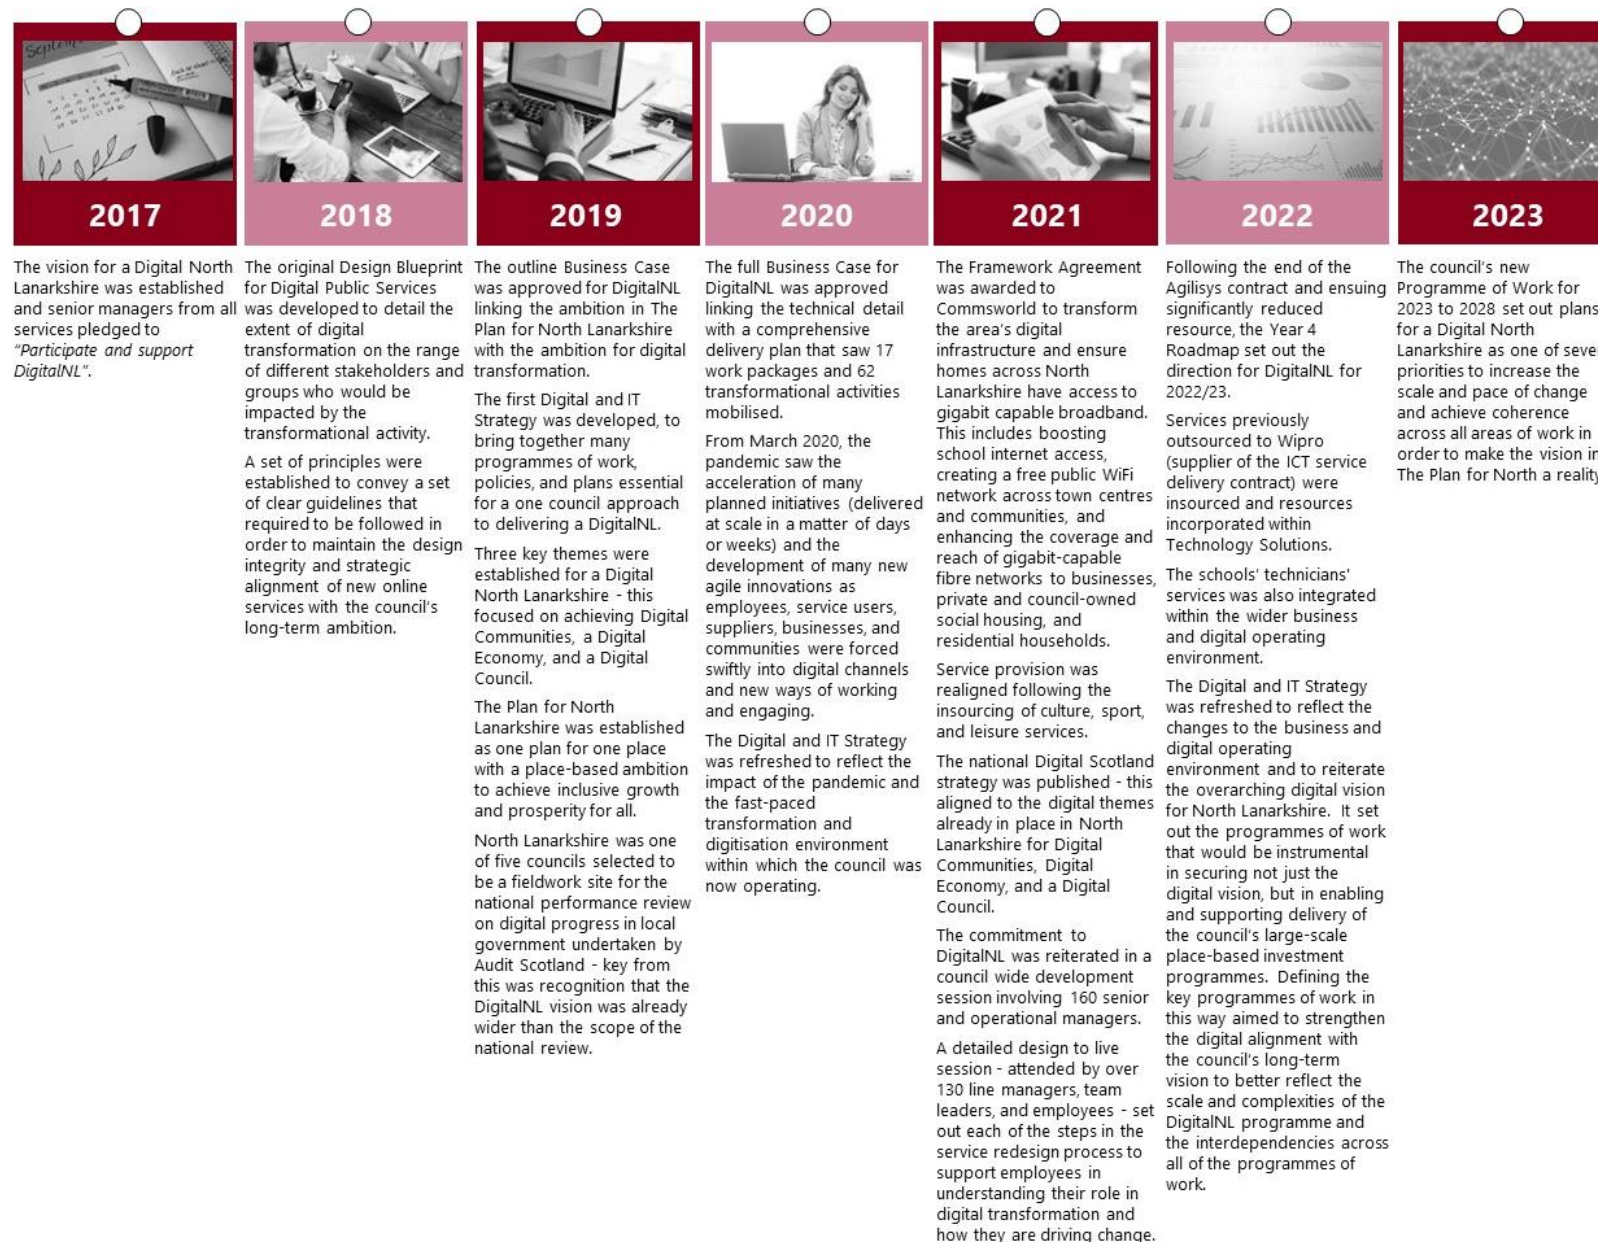 2017
The vision for a Digital North
Lanarkshire was established
and senior managers from all
services pledged to
“Participate and support
DigitalNL”.
2018
The original Design Blueprint
for Digital Public Services
was developed to detail the
extent of digital
transformation on the range
of different stakeholders and
groups who would be
impacted by the
transformational activity.
A set of principles were
established to convey a set
of clear guidelines that
required to be followed in
order to maintain the design
integrity and strategic
alignment of new online
services with the council's
long-term ambition.
2019
The outline Business Case
was approved for DigitalNL
linking the ambition in The
Plan for North Lanarkshire
with the ambition for digital
transformation.
The first Digital and IT
Strategy was developed, to
bring together many
programmes of work,
policies, and plans essential
for a one council approach
to delivering a DigitalNL.
Three key themes were
established for a Digital
North Lanarkshire - this
focused on achieving Digital
Communities, a Digital
Economy, and a Digital
Council.
The Plan for North
Lanarkshire was established
as one plan for one place
with a place-based ambition
to achieve inclusive growth
and prosperity for all.
North Lanarkshire was one
of five councils selected to
be a fieldwork site for the
national performance review
on digital progress in local
government undertaken by
Audit Scotland - key from
this was recognition that the
DigitalNL vision was already
wider than the scope of the
national review.
2020
The full Business Case for
DigitalNL was approved
linking the technical detail
with a comprehensive
delivery plan that saw 17
work packages and 62
transformational activities
mobilised.
From March 2020, the
pandemic saw the
acceleration of many
planned initiatives (delivered
at scale in a matter of days
or weeks) and the
development of many new
agile innovations as
employees, service users,
suppliers, businesses, and
communities were forced
swiftly into digital channels
and new ways of working
and engaging.
The Digital and IT Strategy
was refreshed to reflect the
impact of the pandemic and
the fast-paced
transformation and
digitisation environment
within which the council was
now operating.
2021
The Framework Agreement
was awarded to
Commsworld to transform
the area's digital
infrastructure and ensure
homes across North
Lanarkshire have access to
gigabit capable broadband.
This includes boosting
school internet access,
creating a free public WiFi
network across town centres
and communities, and
enhancing the coverage and
reach of gigabit-capable
fibre networks to businesses,
private and council-owned
social housing, and
residential households.
Service provision was
realigned following the
insourcing of culture, sport,
and leisure services.
The national Digital Scotland
strategy was published - this
aligned to the digital themes
already in place in North
Lanarkshire for Digital
Communities, Digital
Economy, and a Digital
Council.
The commitment to
DigitalNL was reiterated in a
council wide development
session involving 160 senior
and operational managers.
A detailed design to live
session - attended by over
130 line managers, team
leaders, and employees - set
out each of the steps in the
service redesign process to
support employees in
understanding their role in
digital transformation and
how they are driving change.
2022
Following the end of the
Agilisys contract and ensuing
significantly reduced
resource, the Year 4
Roadmap set out the
direction for DigitalNL for
2022/23.
Services previously
outsourced to Wipro
(supplier of the ICT service
delivery contract) were
insourced and resources
incorporated within
Technology Solutions.
The schools' technicians'
services was also integrated
within the wider business
and digital operating
environment.
The Digital and IT Strategy
was refreshed to reflect the
changes to the business and
digital operating
environment and to reiterate
the overarching digital vision
for North Lanarkshire. It set
out the programmes of work
that would be instrumental
in securing not just the
digital vision, but in enabling
and supporting delivery of
the council's large-scale
place-based investment
programmes. Defining the
key programmes of work in
this way aimed to strengthen
the digital alignment with
the council's long-term
vision to better reflect the
scale and complexities of the
DigitalNL programme and
the interdependencies across
all of the programmes of
work.
2023
The council's new
Programme of Work for
2023 to 2028 set out plans
for a Digital North
Lanarkshire as one of
priorities to increase the
scale and pace of change
and achieve coherence
across all areas of work in
order to make the vision in
The Plan for North a reality